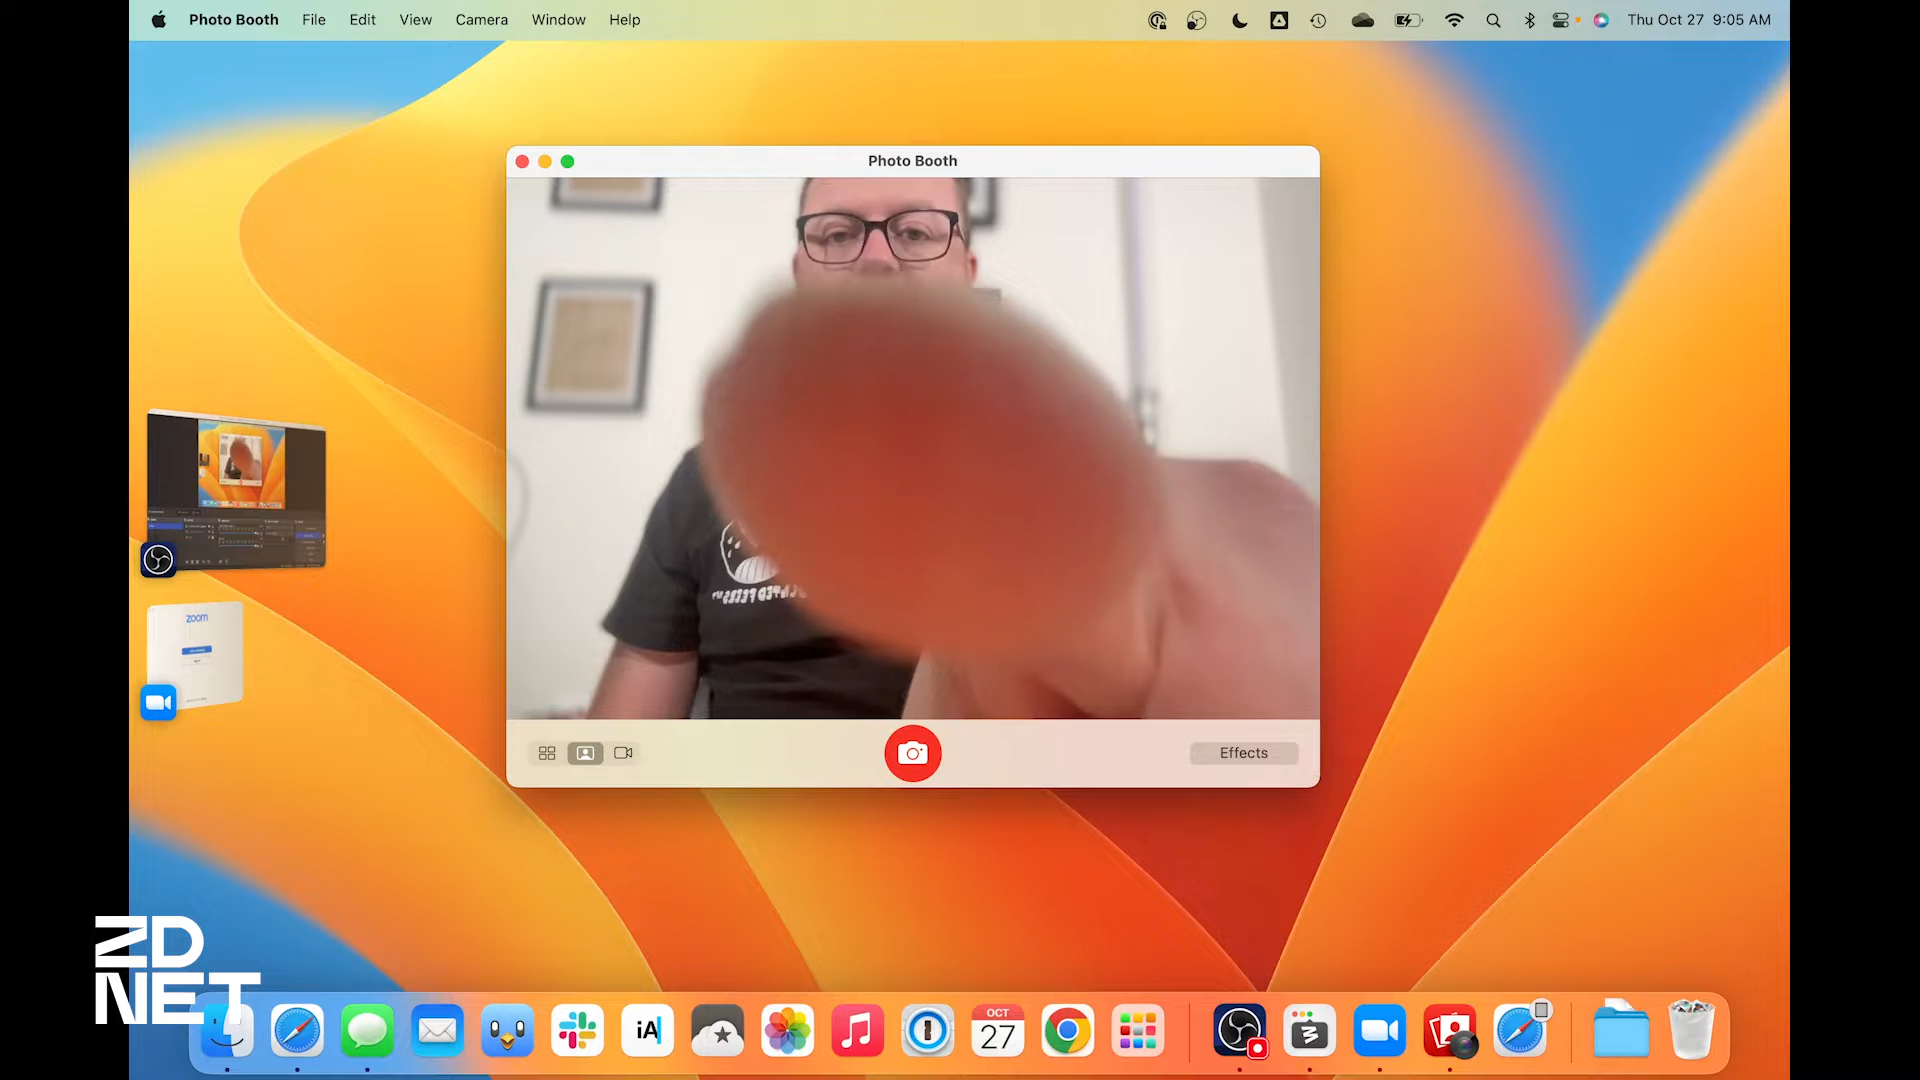 Photo Booth File Edit View Camera Window Help Thu Oct 27 9:05 AM
Photo Booth
zoom
Effects
ZD
NET
iA
OCT
27